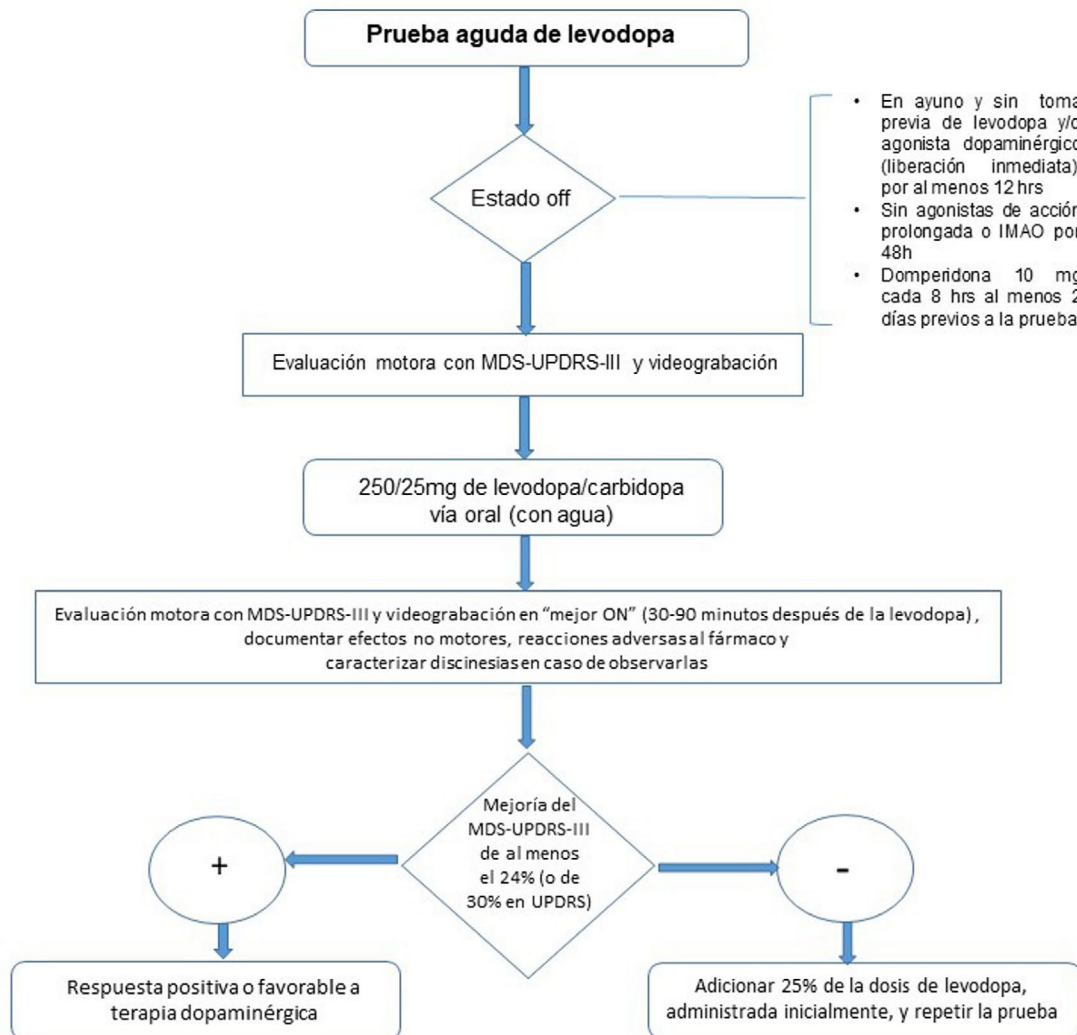 Prueba aguda de levodopa
Estado off
• En ayuno y sin toma
previa de levodopa y/o
agonista dopaminérgico
(liberación inmediata)
por al menos 12 hrs
• Sin agonistas de acción
prolongada o IMAO por
48h
• Domperidona 10 mg
cada 8 hrs al menos 2
días previos a la prueba
Evaluación motora con MDS-UPDRS-III y videograbación
250/25mg de levodopa/carbidopa
vía oral (con agua)
Evaluación motora con MDS-UPDRS-III y videograbación en “mejor ON” (30-90 minutos después de la levodopa) ,
documentar efectos no motores, reacciones adversas al fármaco y
caracterizar discinesias en caso de observarlas
Mejoría del
MDS-UPDRS-III
de al menos
el 24% (o de
30% en UPDRS)
+
-
Respuesta positiva o favorable a
terapia dopaminérgica
Adicionar 25% de la dosis de levodopa,
administrada inicialmente, y repetir la prueba